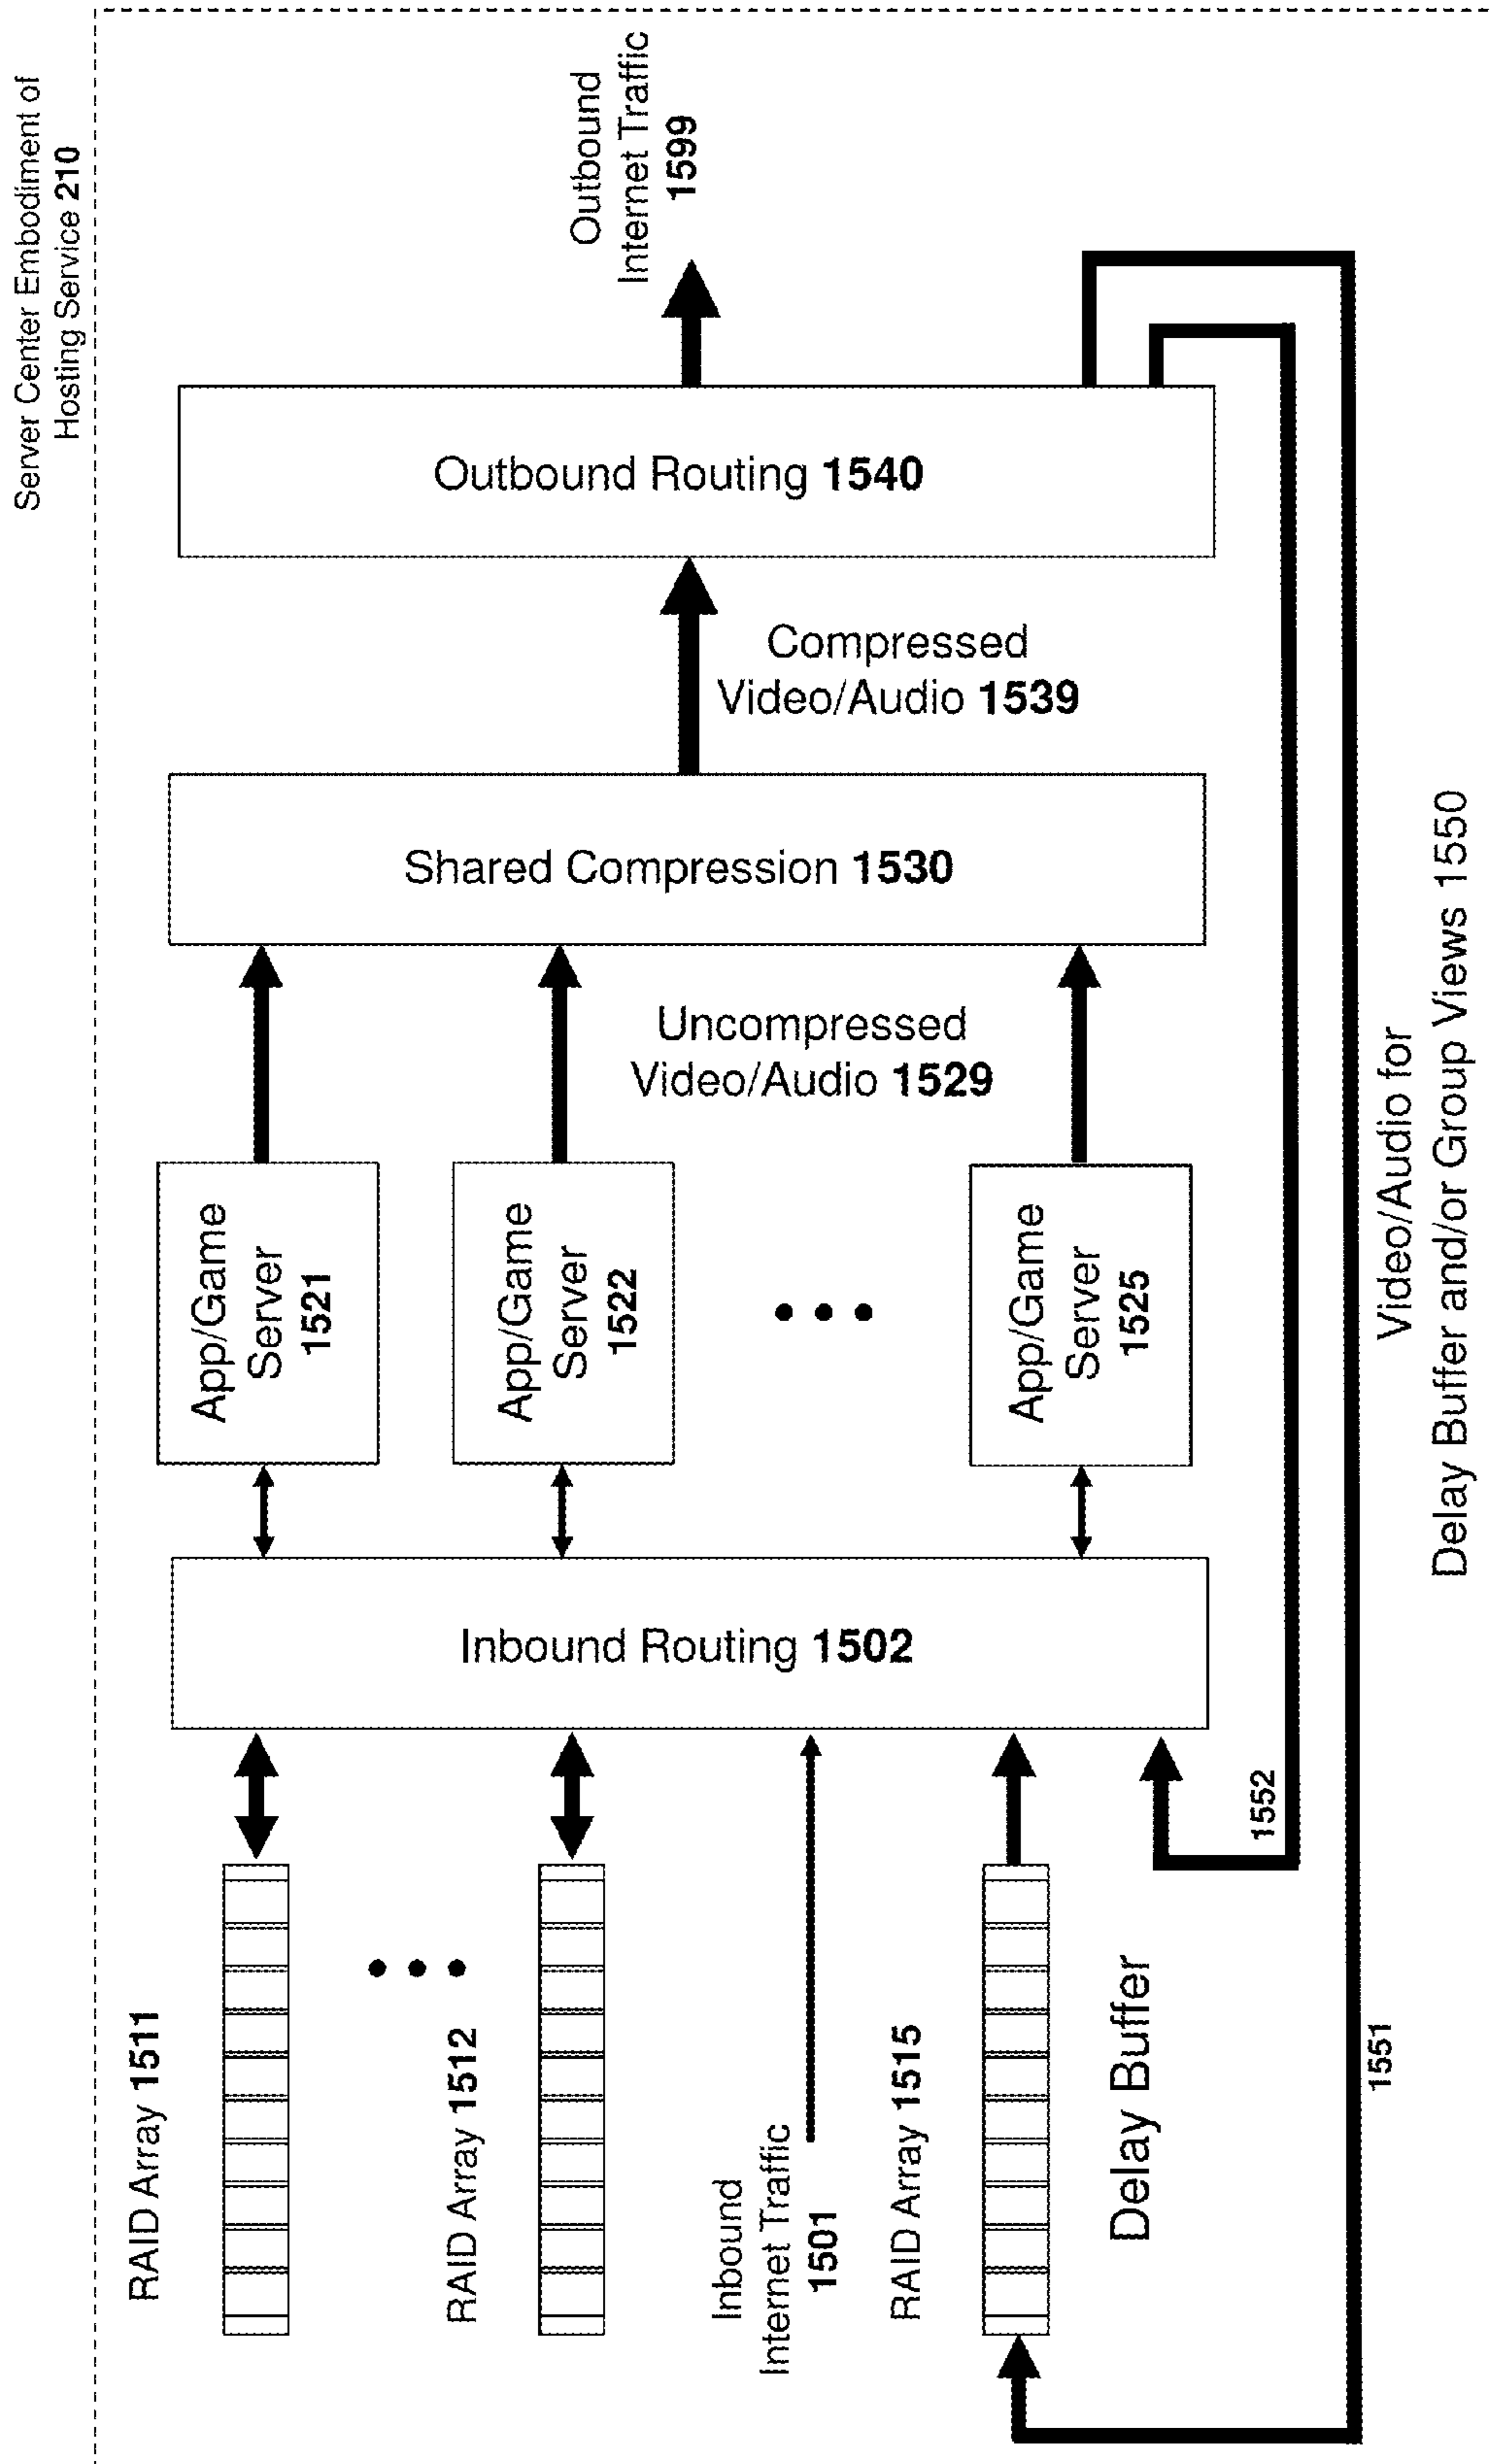 Server Center Embodiment of
Hosting Service 210
RAID Array 1511
RAID Array 1512
Inbound
Internet Traffic
1501
RAID Array 1515
Delay Buffer
Inbound Routing 1502
App/Game
Server
1521
App/Game
Server
1522
App/Game
Server
1525
Uncompressed
Video/Audio 1529
Shared Compression 1530
Compressed
Video/Audio 1539
Outbound Routing 1540
Outbound
Internet Traffic
1599
1552
1551
Video/Audio for
Delay Buffer and/or Group Views 1550